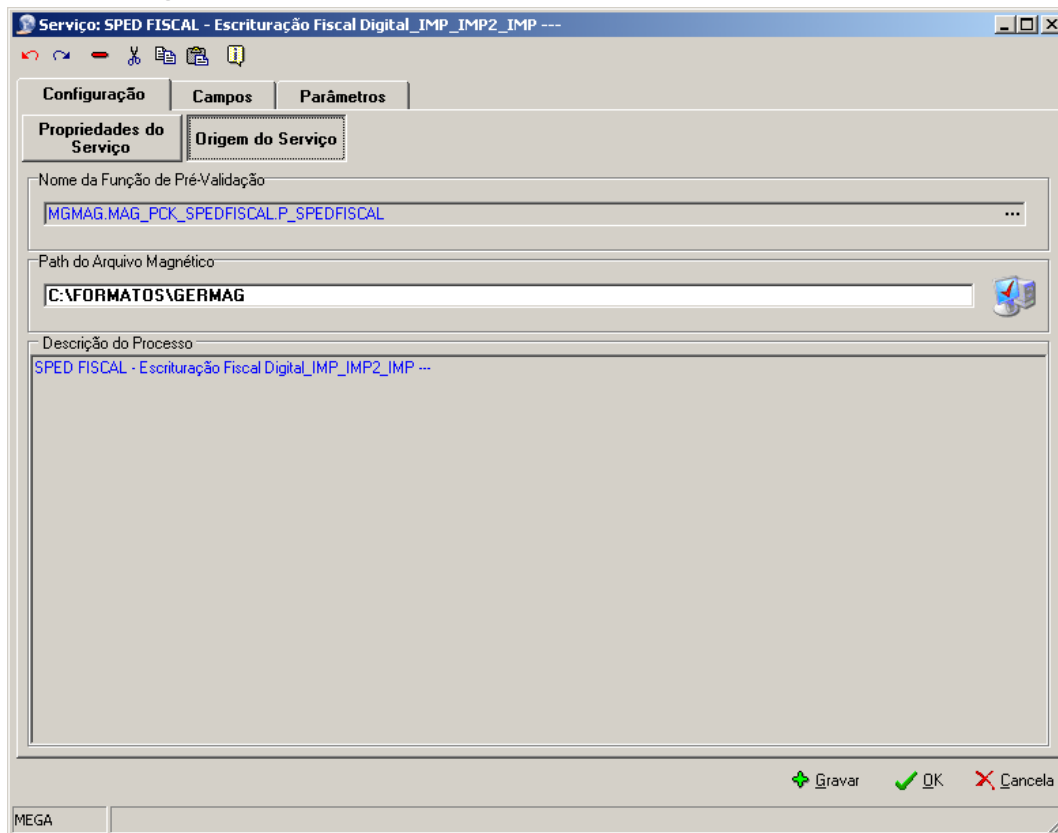 Serviço: SPED FISCAL - Escrituração Fiscal Digital_IMP_IMP2_IMP ---
Configuração Campos Parâmetros
Propriedades do
Serviço
Origem do Serviço
Nome da Função de Pré-Validação
MGMAG.MAG_PCK_SPEDFISCAL.P_SPEDFISCAL ...
Path do Arquivo Magnético
C:\FORMATOS\GERMAG
Descrição do Processo
SPED FISCAL - Escrituração Fiscal Digital_IMP_IMP2_IMP ---
Gravar OK Cancela
MEGA